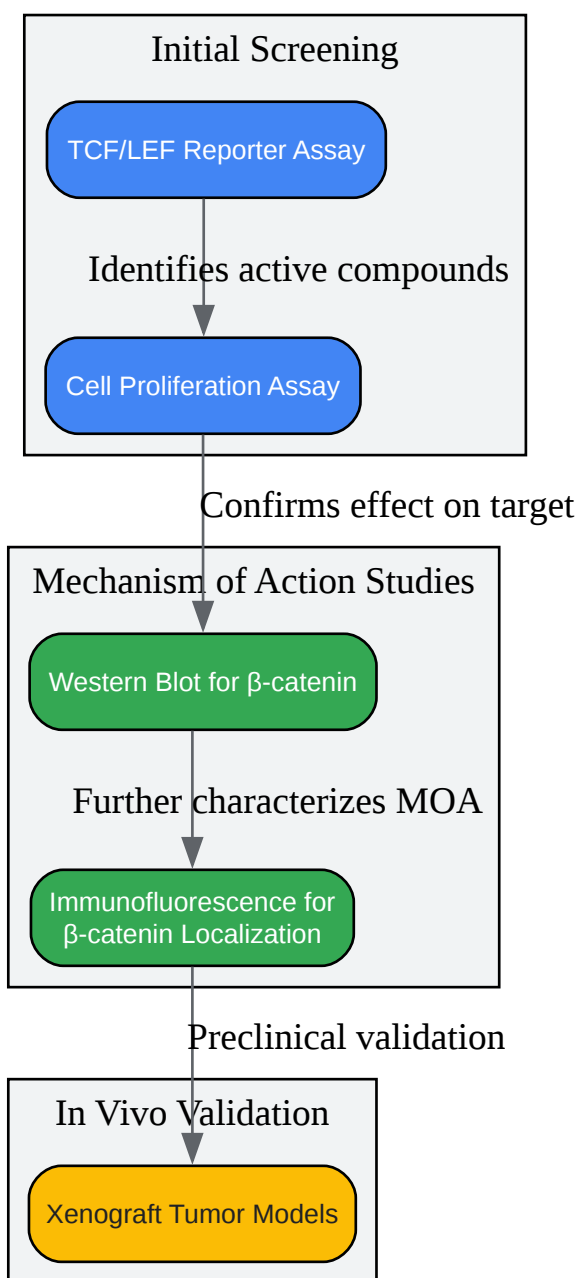 Initial Screening
TCF/LEF Reporter Assay
Identifies active compounds
Cell Proliferation Assay
Confirms effect on target
Mechanism of Action Studies
Western Blot for β-catenin
Further characterizes MOA
Immunofluorescence for
β-catenin Localization
Preclinical validation
In Vivo Validation
Xenograft Tumor Models